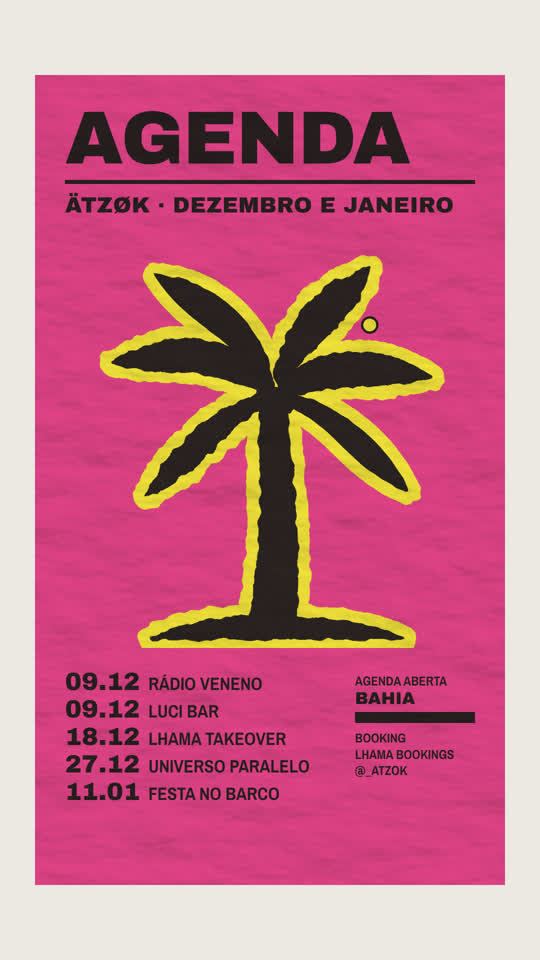 AGENDA
ÄTZØK · DEZEMBRO E JANEIRO
09.12 RÁDIO VENENO
09.12 LUCI BAR
18.12 LHAMA TAKEOVER
27.12 UNIVERSO PARALELO
11.01 FESTA NO BARCO
AGENDA ABERTA
BAHIA
BOOKING
LHAMA BOOKINGS
@_ATZOK